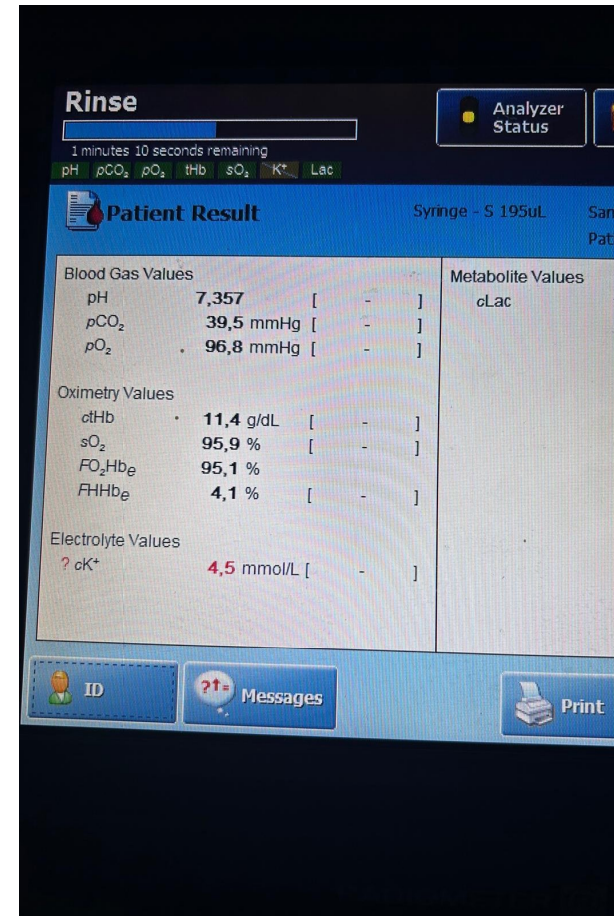 Rinse
Analyzer
Status
1 minutes 10 seconds remaining
pH pCO₂ pO₂ tHb sO₂ K⁺ Lac
Patient Result
Syringe - S 195uL
Blood Gas Values
pH 7,357 [ - ]
pCO₂ 39,5 mmHg [ - ]
pO₂ 96,8 mmHg [ - ]
Oximetry Values
ctHb 11,4 g/dL [ - ]
sO₂ 95,9 % [ - ]
FO₂Hbe 95,1 %
FHHbe 4,1 % [ - ]
Electrolyte Values
? cK⁺ 4,5 mmol/L [ - ]
Metabolite Values
cLac
ID
?↑= Messages
Print